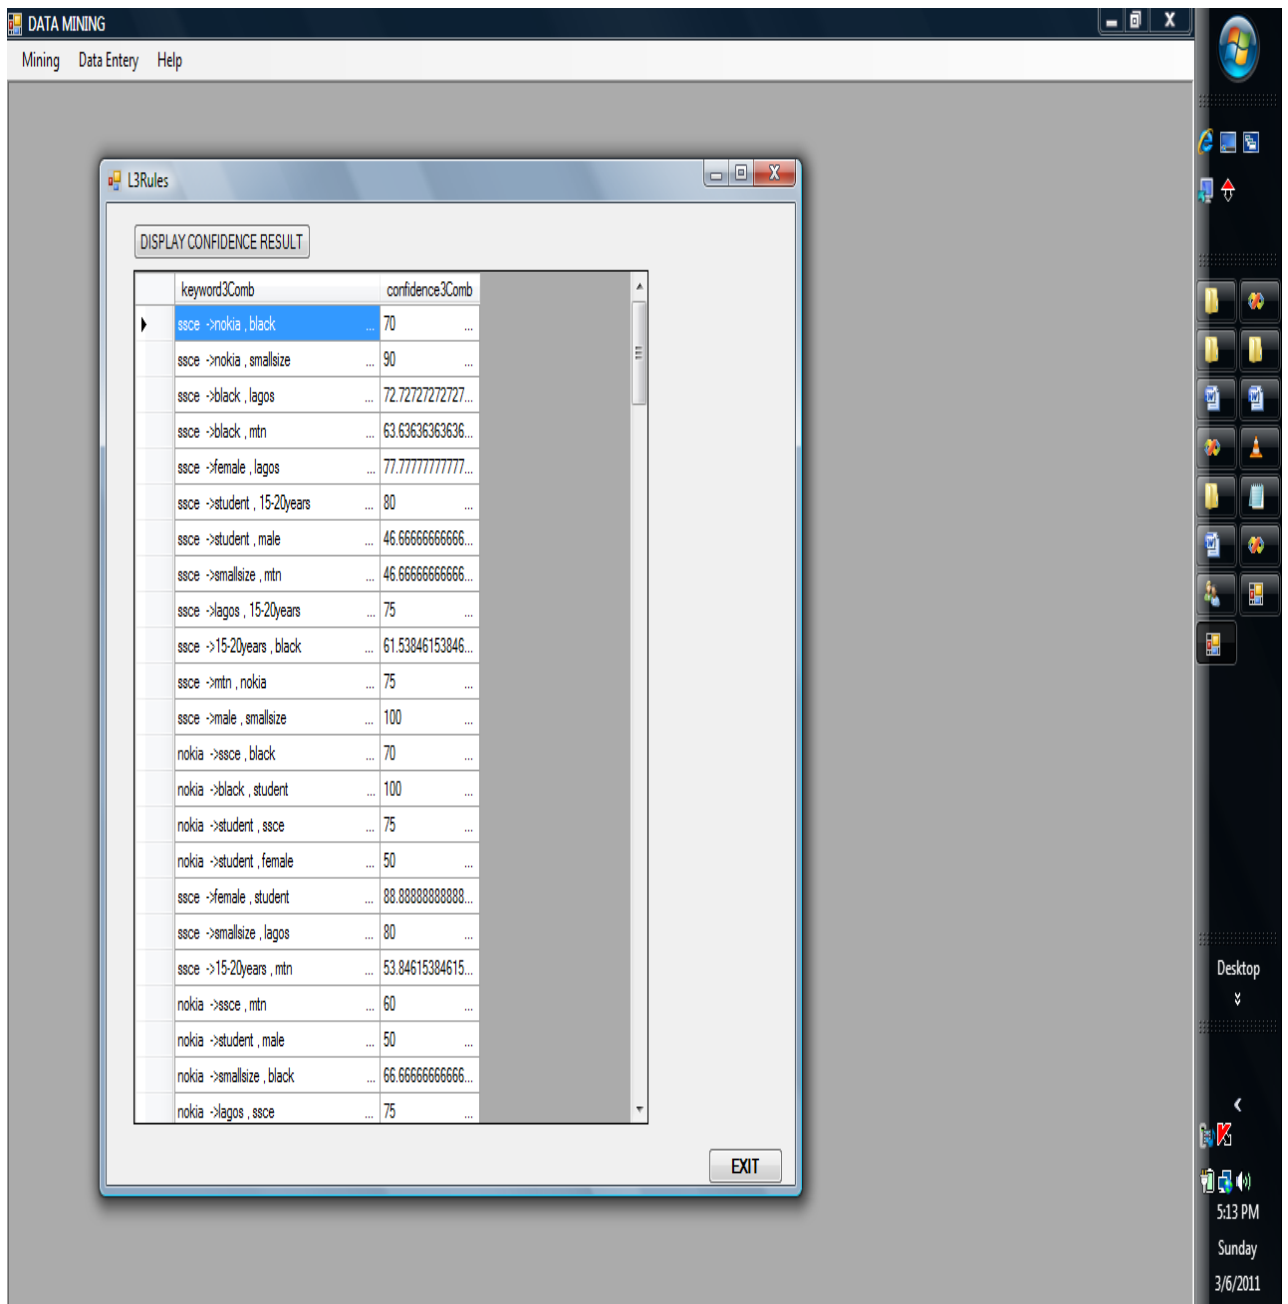 DATA MINING
Mining Data Entery Help
L3Rules
DISPLAY CONFIDENCE RESULT
keyword3Comb confidence3Comb
ssce ->nokia , black ... 70 ...
ssce ->nokia , smallsize ... 90 ...
ssce ->black , lagos ... 72.72727272727...
ssce ->black , mtn ... 63.63636363636...
ssce ->female , lagos ... 77.77777777777...
ssce ->student , 15-20years ... 80 ...
ssce ->student , male ... 46.66666666666...
ssce ->smallsize , mtn ... 46.66666666666...
ssce ->lagos , 15-20years ... 75 ...
ssce ->15-20years , black ... 61.53846153846...
ssce ->mtn , nokia ... 75 ...
ssce ->male , smallsize ... 100 ...
nokia ->ssce , black ... 70 ...
nokia ->black , student ... 100 ...
nokia ->student , ssce ... 75 ...
nokia ->student , female ... 50 ...
ssce ->female , student ... 88.88888888888...
ssce ->smallsize , lagos ... 80 ...
ssce ->15-20years , mtn ... 53.84615384615...
nokia ->ssce , mtn ... 60 ...
nokia ->student , male ... 50 ...
nokia ->smallsize , black ... 66.66666666666...
nokia ->lagos , ssce ... 75 ...
EXIT
Desktop
5:13 PM
Sunday
3/6/2011